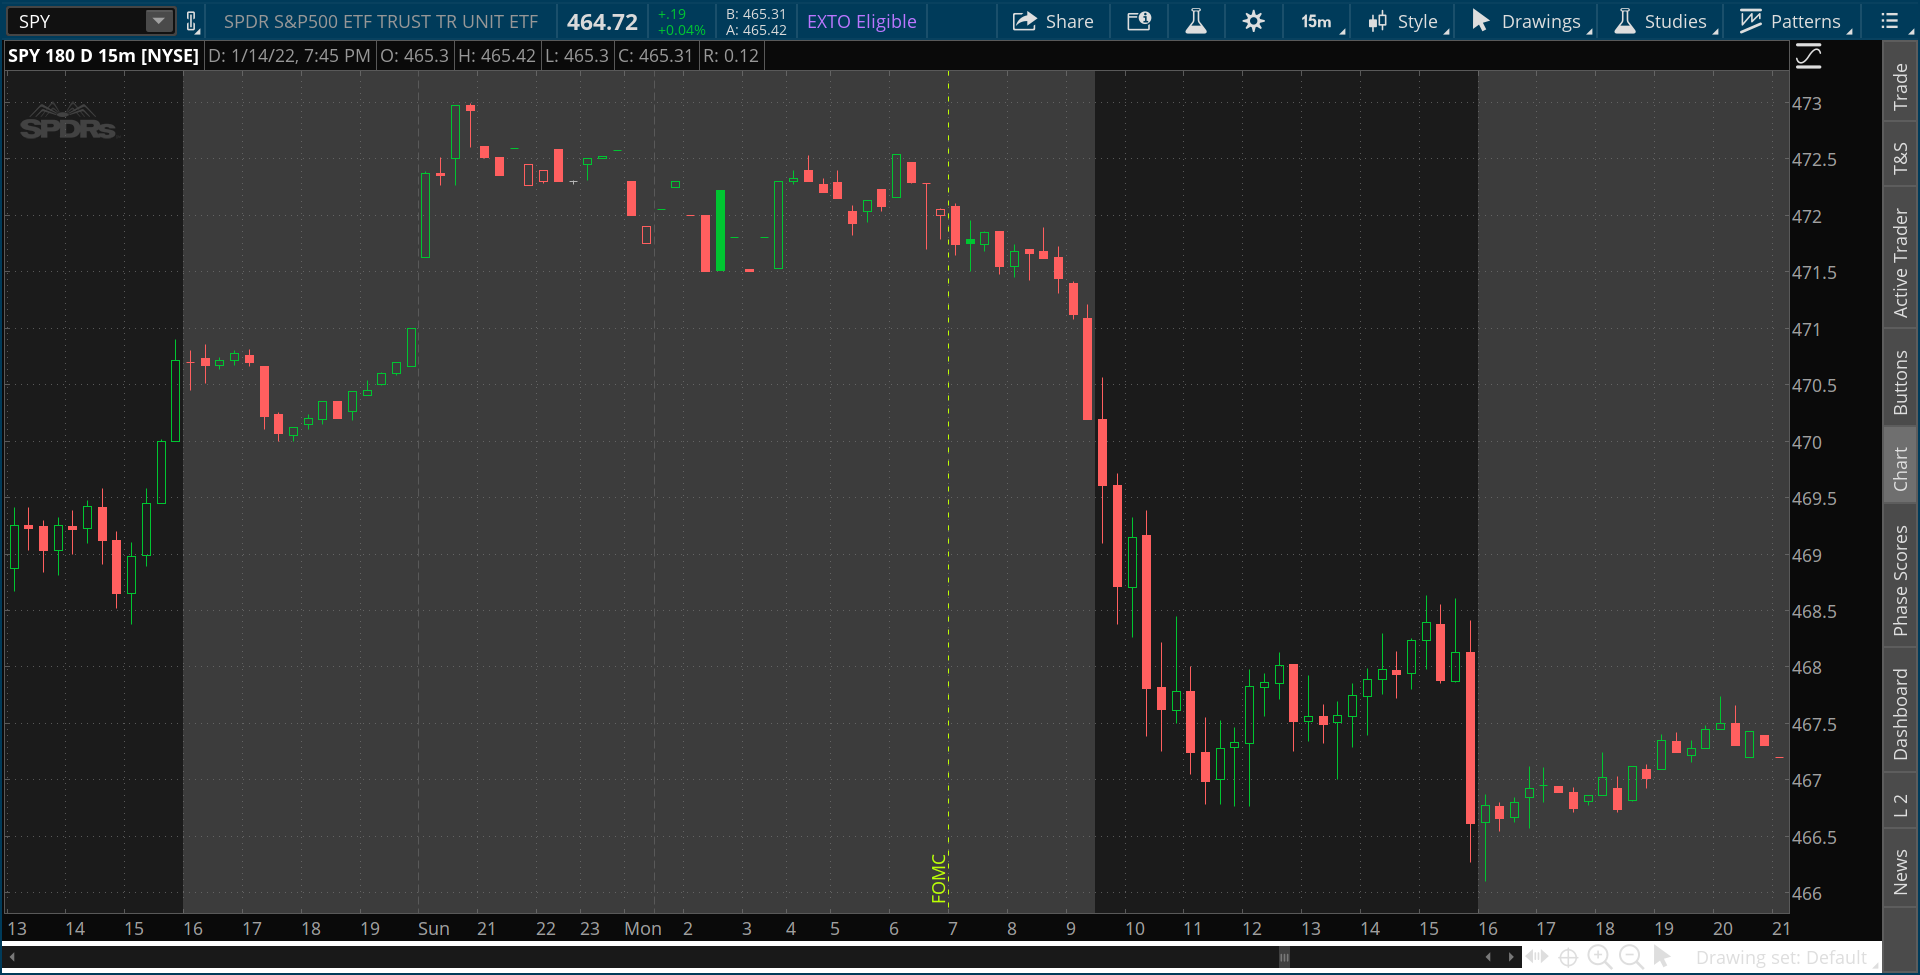 SPY
SPDR S&P500 ETF TRUST TR UNIT ETF
464.72
+.19
+0.04%
B: 465.31
A: 465.42
EXTO Eligible
Share
15m
Style
Drawings
Studies
Patterns
SPY 180 D 15m [NYSE]
D: 1/14/22, 7:45 PM
O: 465.3
H: 465.42
L: 465.3
C: 465.31
R: 0.12
SPDRs
473
472.5
472
471.5
471
470.5
470
469.5
469
468.5
468
467.5
467
466.5
466
FOMC
13 14 15 16 17 18 19 Sun 21 22 23 Mon 2 3 4 5 6 7 8 9 10 11 12 13 14 15 16 17 18 19 20 21
Trade
T&S
Active Trader
Buttons
Chart
Phase Scores
Dashboard
L 2
News
Drawing set: Default